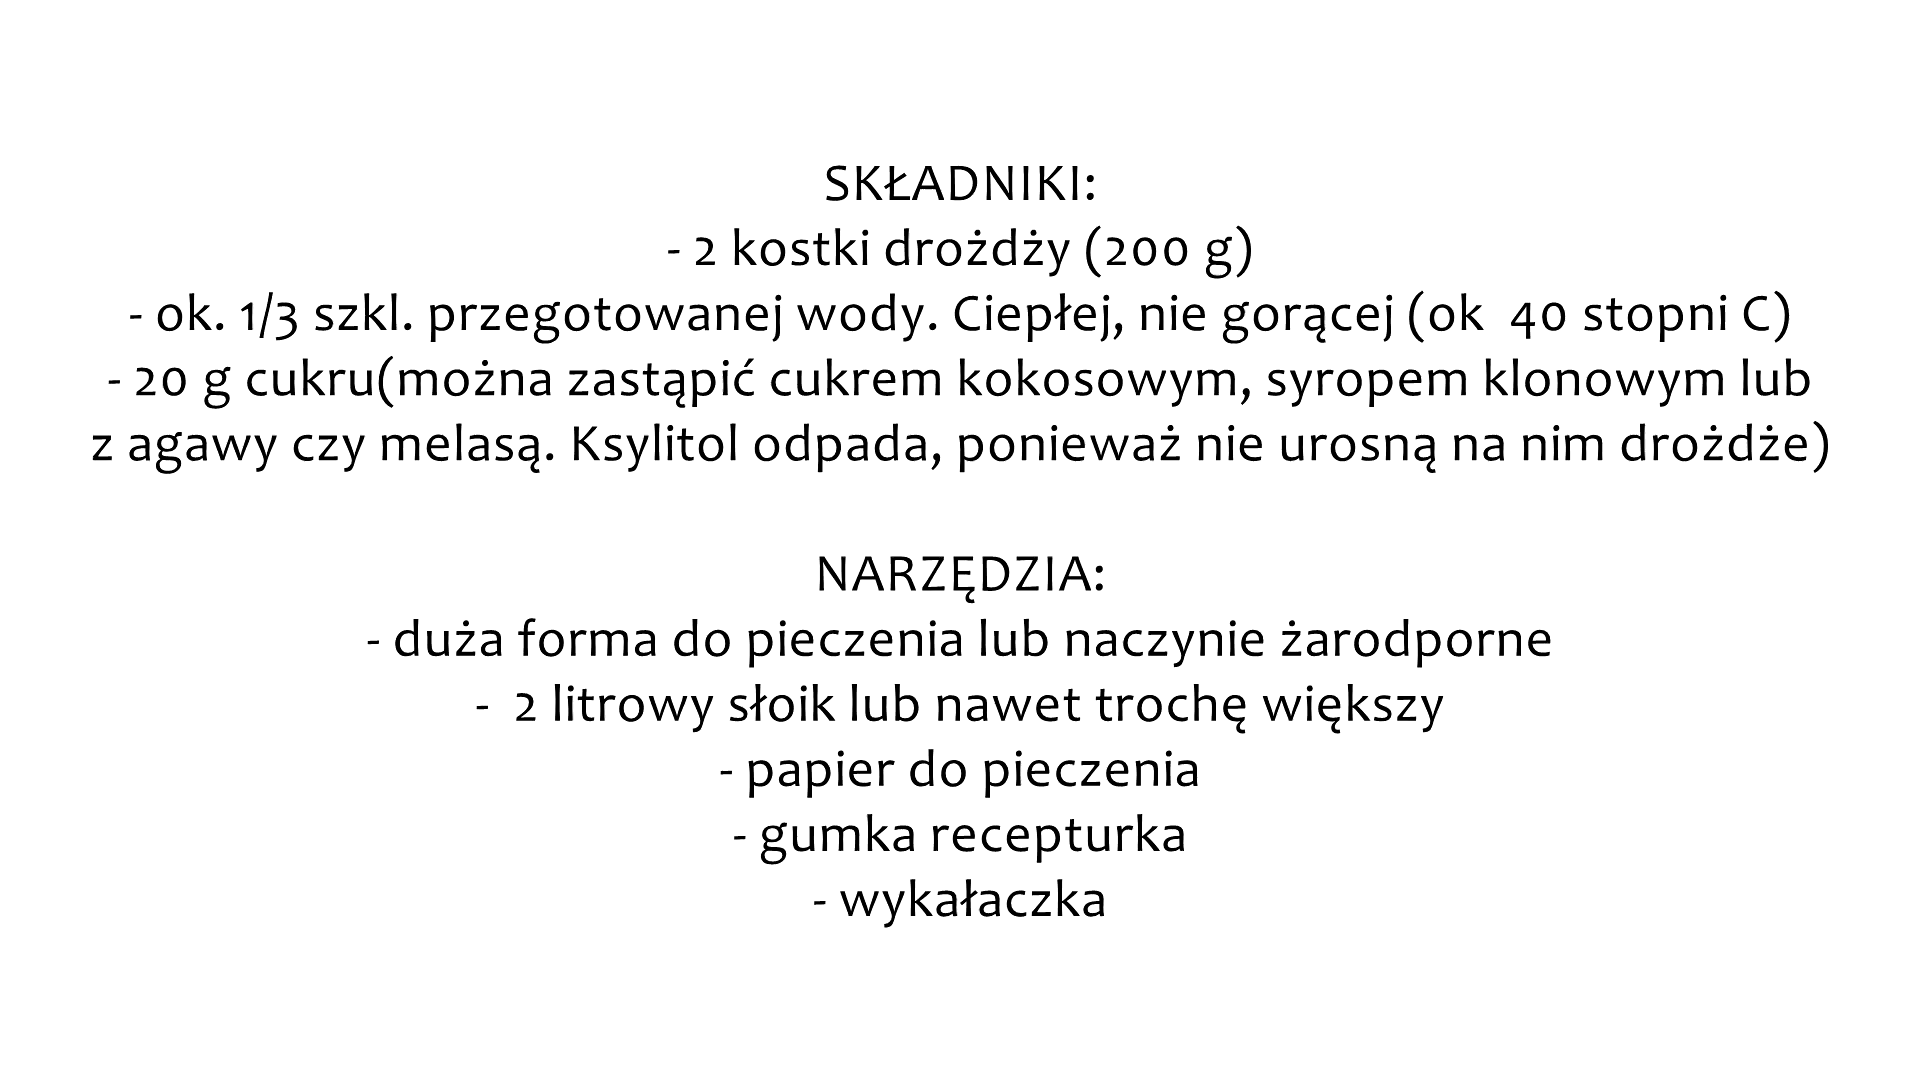 SKŁADNIKI:
- 2 kostki drożdży (200 g)
- ok. 1/3 szkl. przegotowanej wody. Ciepłej, nie gorącej (ok  40 stopni C)
- 20 g cukru(można zastąpić cukrem kokosowym, syropem klonowym lub
z agawy czy melasą. Ksylitol odpada, ponieważ nie urosną na nim drożdże)
NARZĘDZIA:
- duża forma do pieczenia lub naczynie żarodporne
-  2 litrowy słoik lub nawet trochę większy
- papier do pieczenia
- gumka recepturka
- wykałaczka